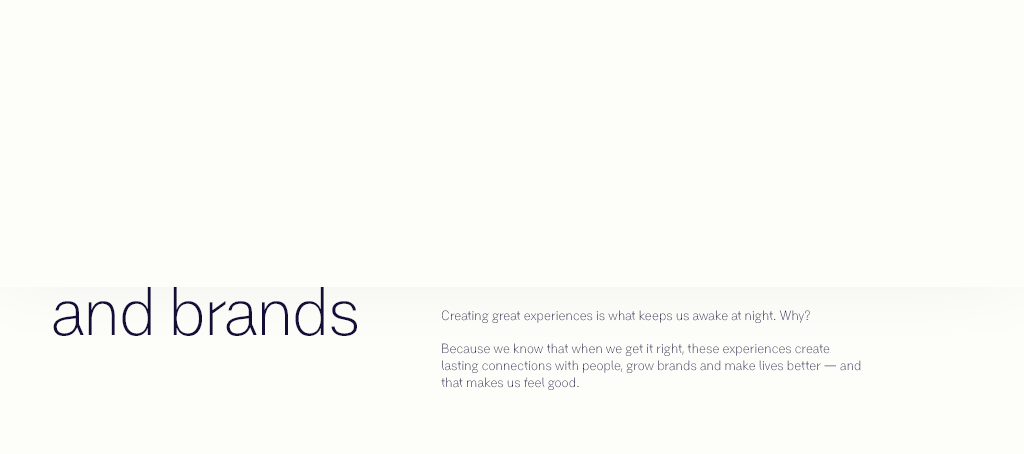 and brands
Creating great experiences is what keeps us awake at night. Why?
Because we know that when we get it right, these experiences create
lasting connections with people, grow brands and make lives better — and
that makes us feel good.